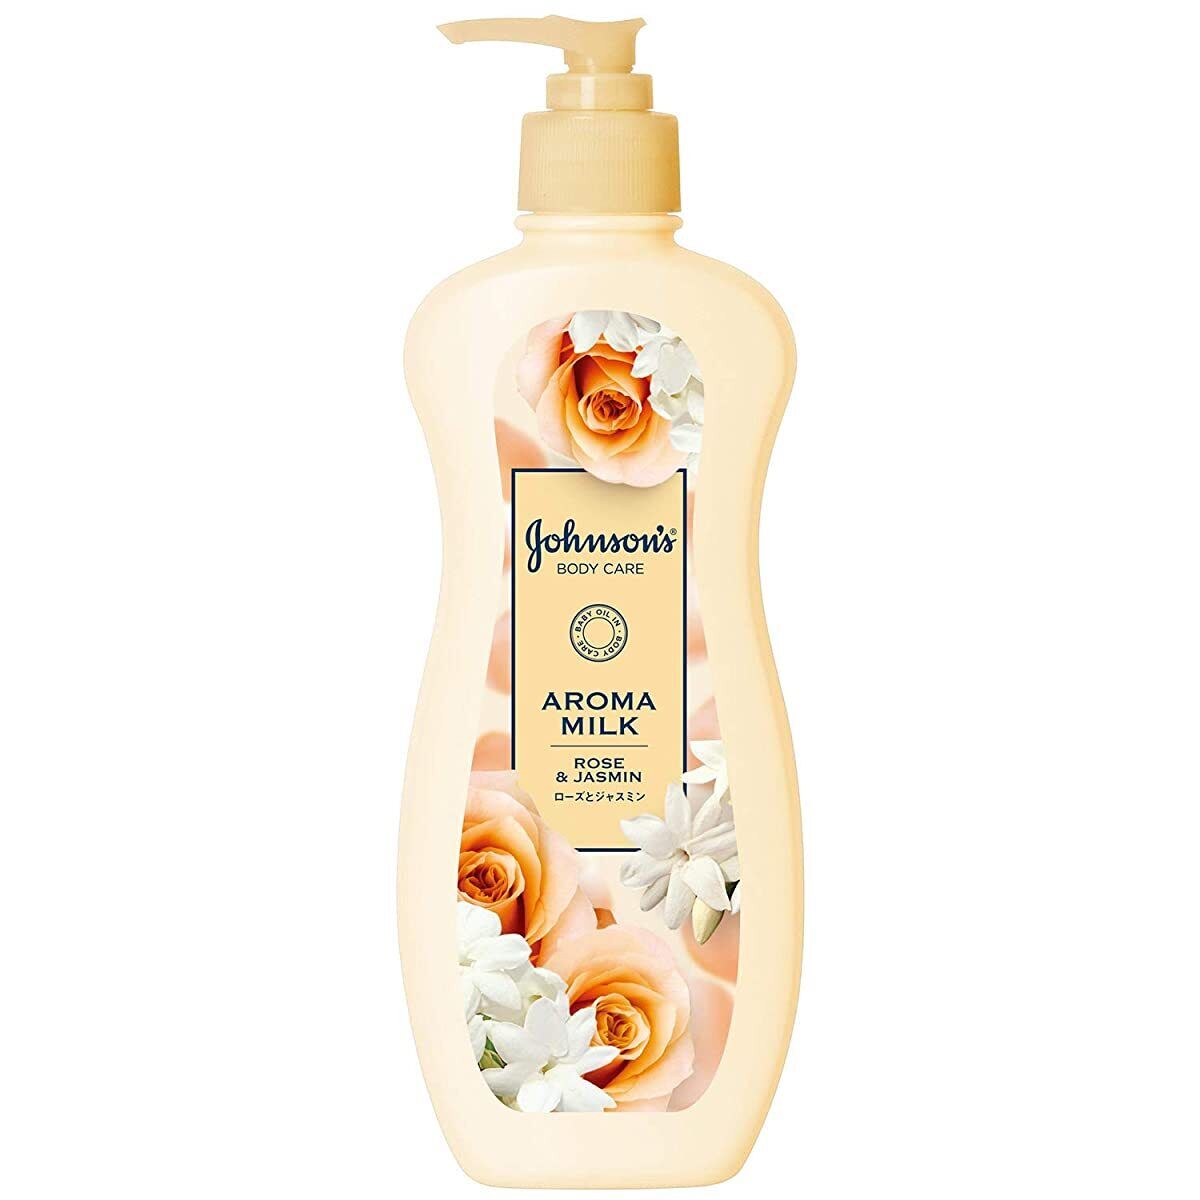 Johnson's®
BODY CARE
BABY OIL IN · BODY CARE ·
AROMA
MILK
ROSE
& JASMIN
ローズとジャスミン